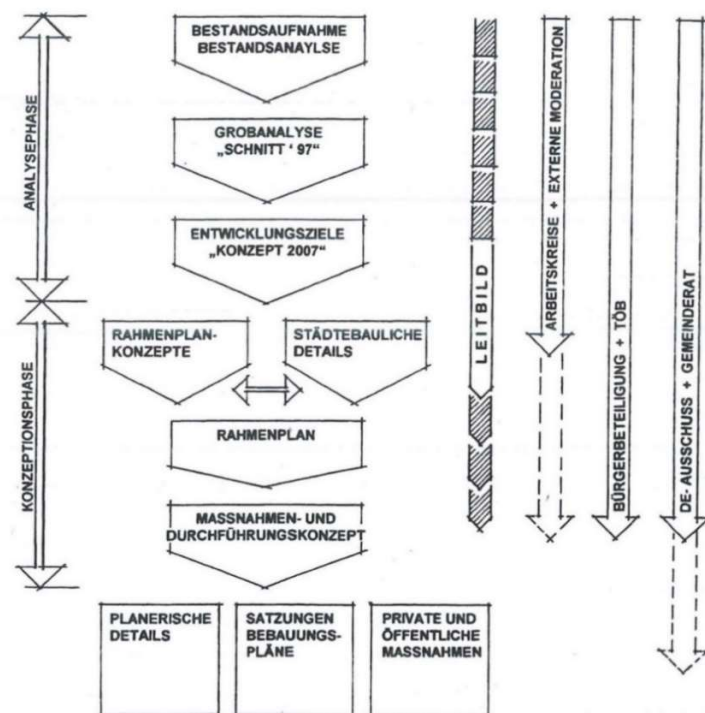 BESTANDSAUFNAHME
BESTANDSANAYLSE
GROBANALYSE
„SCHNITT ‘ 97“
ENTWICKLUNGSZIELE
„KONZEPT 2007“
RAHMENPLAN-
KONZEPTE
STÄDTEBAULICHE
DETAILS
RAHMENPLAN
MASSNAHMEN- UND
DURCHFÜHRUNGSKONZEPT
PLANERISCHE
DETAILS
SATZUNGEN
BEBAUUNGS-
PLÄNE
PRIVATE UND
ÖFFENTLICHE
MASSNAHMEN
ANALYSEPHASE
KONZEPTIONSPHASE
LEITBILD
ARBEITSKREISE + EXTERNE MODERATION
BÜRGERBETEILIGUNG + TÖB
DE- AUSSCHUSS + GEMEINDERAT